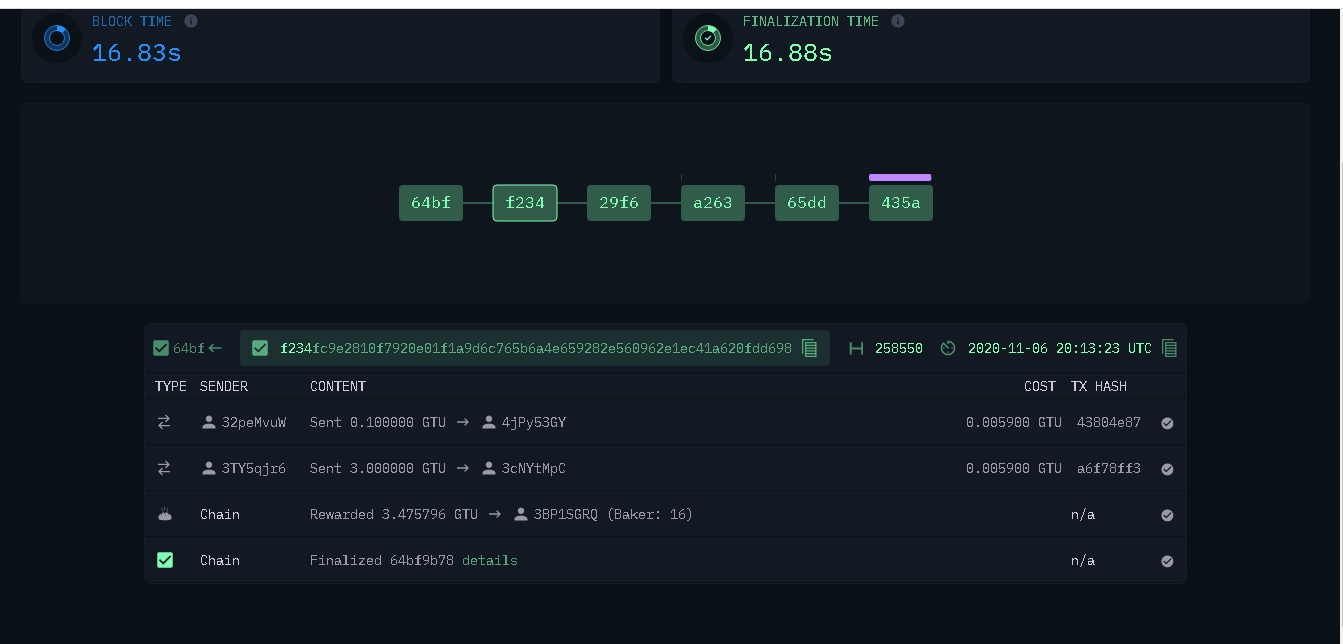 BLOCK TIME
16.83s
FINALIZATION TIME
16.88s
64bf f234 29f6 a263 65dd 435a
64bf ← f234fc9e2810f7920e01f1a9d6c765b6a4e659282e560962e1ec41a620fdd698 258550 2020-11-06 20:13:23 UTC
TYPE SENDER CONTENT COST TX HASH
32peMvuW Sent 0.100000 GTU → 4jPy53GY 0.005900 GTU 43804e87
3TY5qjr6 Sent 3.000000 GTU → 3cNYtMpC 0.005900 GTU a6f78ff3
Chain Rewarded 3.475796 GTU → 3BP1SGRQ (Baker: 16) n/a
Chain Finalized 64bf9b78 details n/a